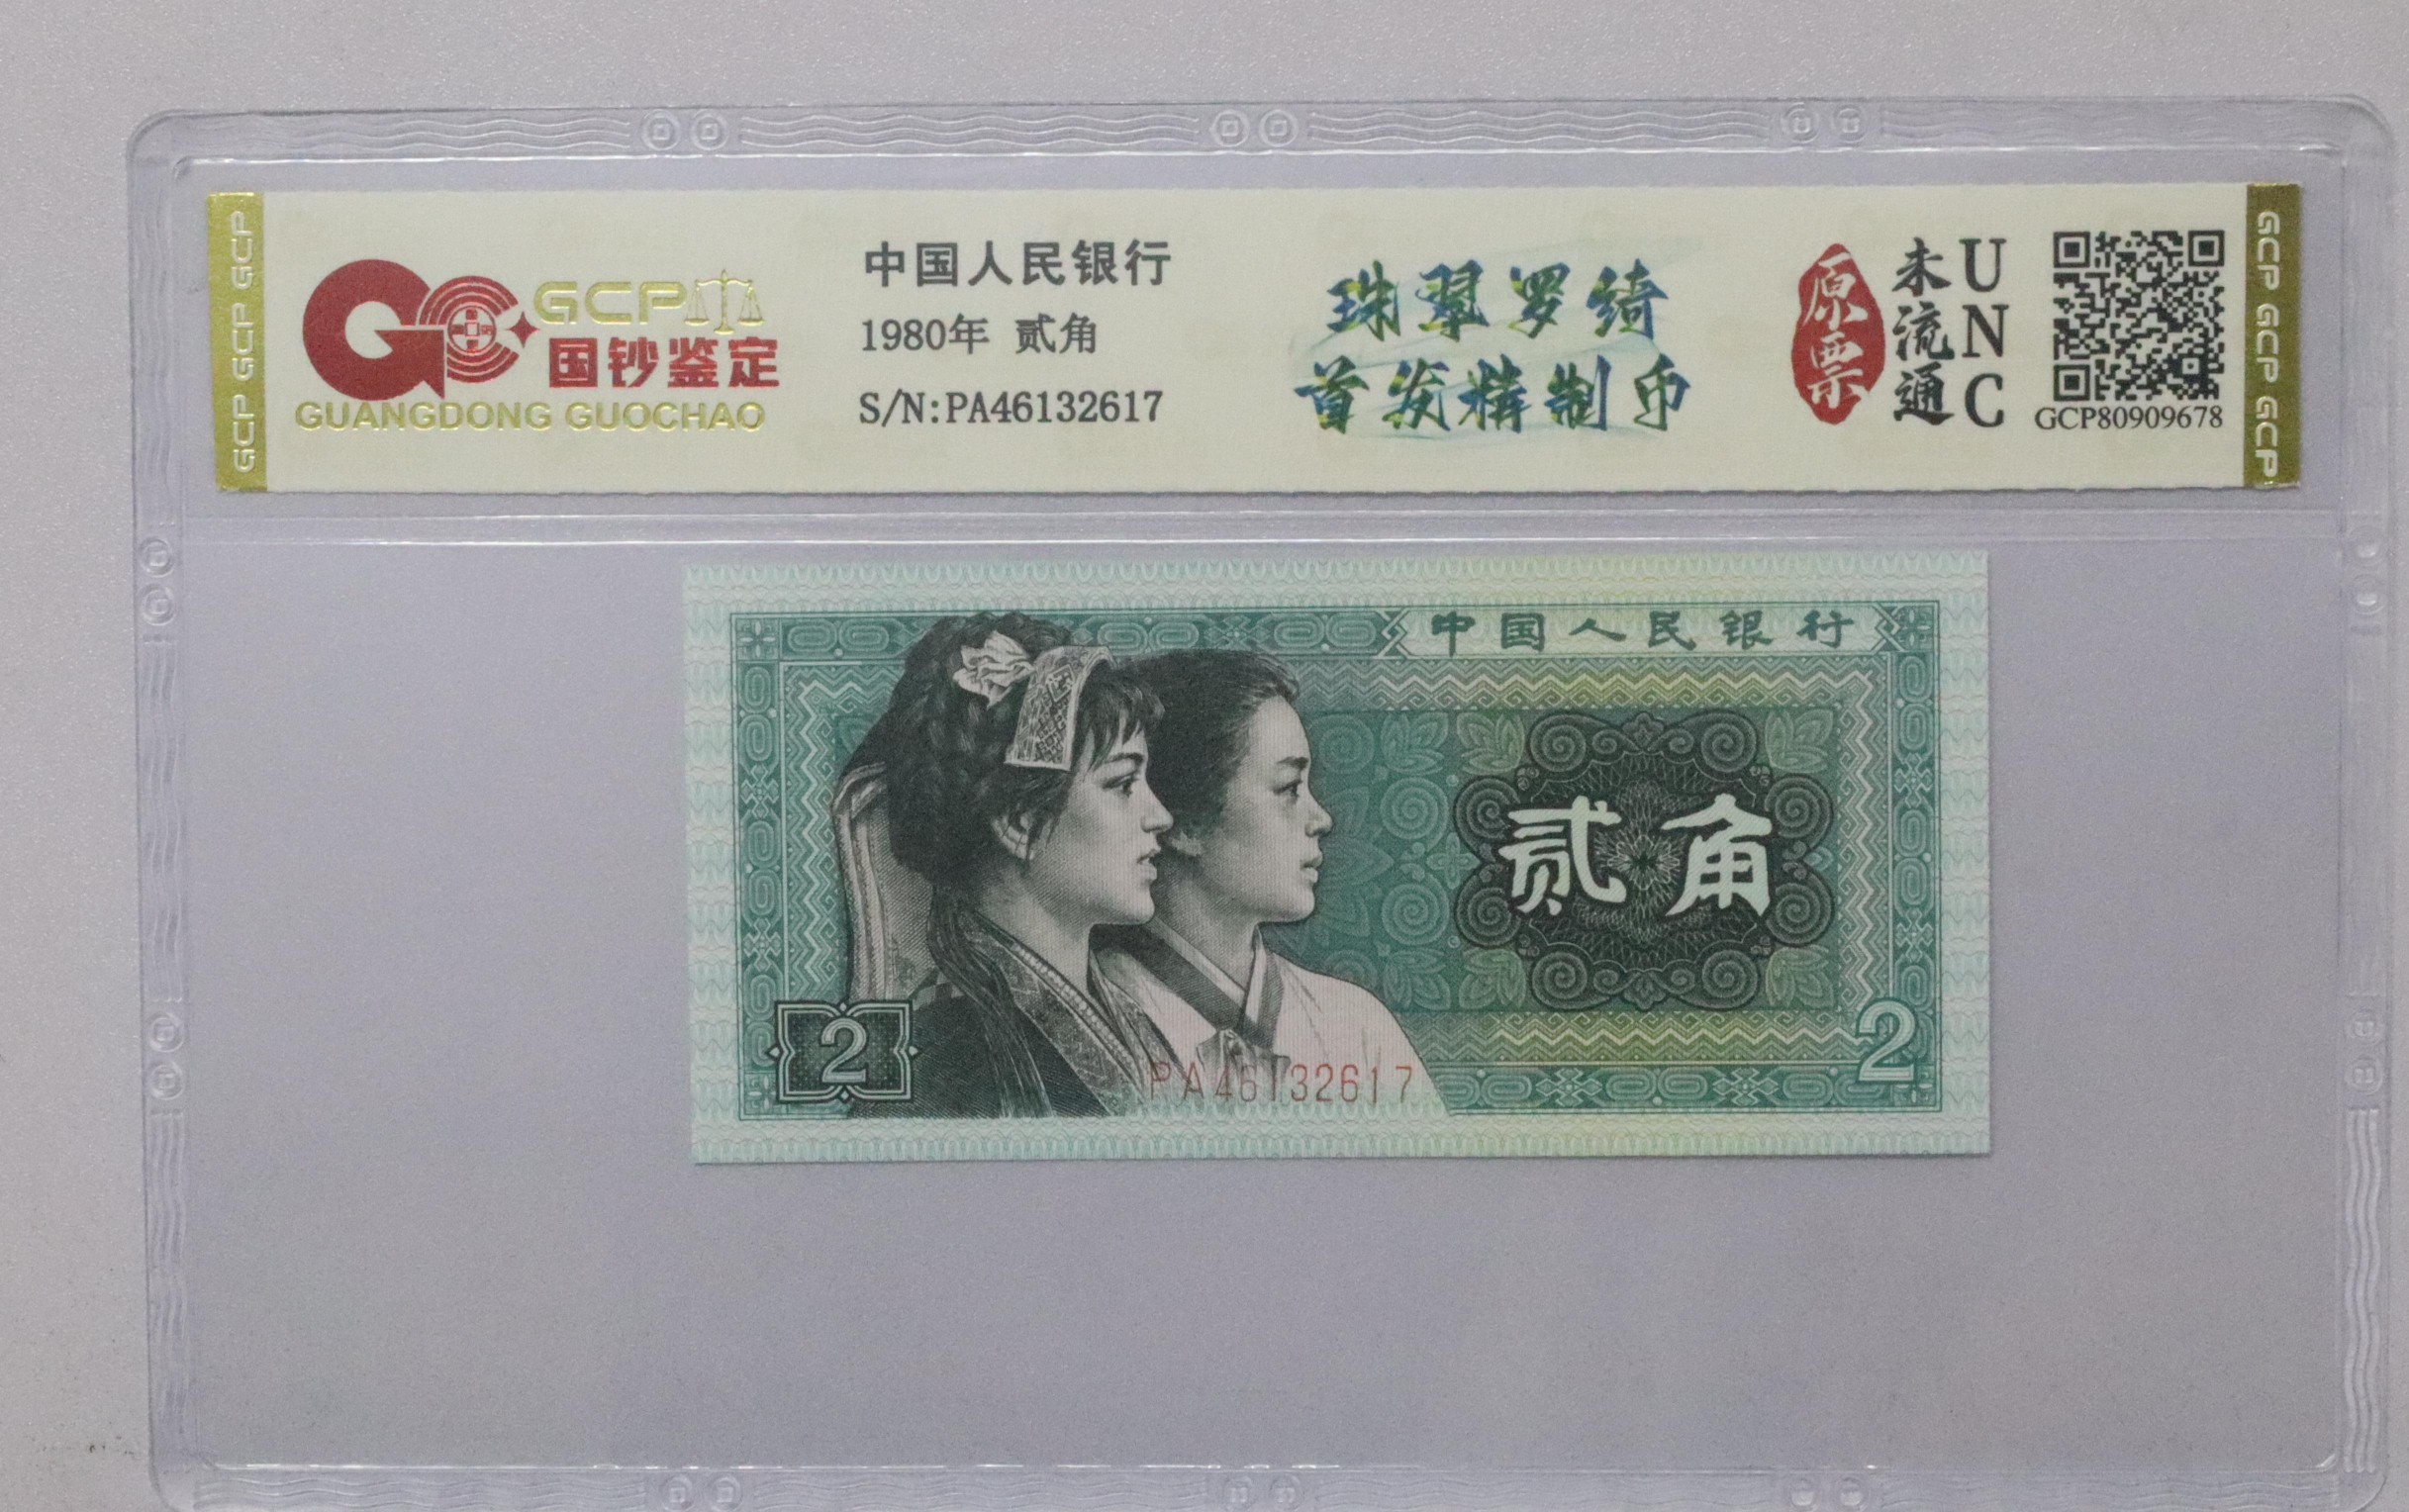 GCP GCP GCP
GCP
国钞鉴定
GUANGDONG GUOCHAO
中国人民银行
1980年 贰角
S/N:PA46132617
珠翠罗绮
首发精制币
原票
未流通
UNC
GCP80909678
GCP GCP GCP
中国人民银行
贰角
2
PA46132617
2